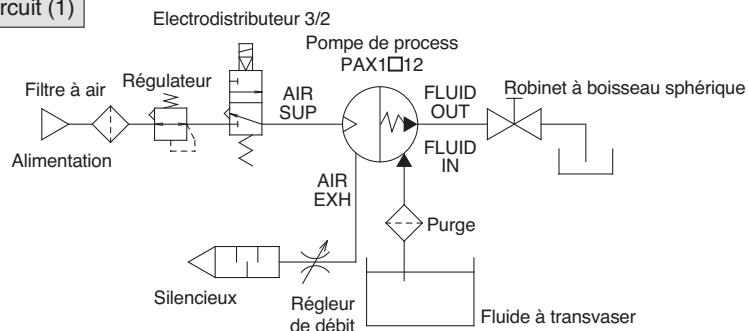 rcuit (1)
Electrodistributeur 3/2
Pompe de process
PAX1□12
Filtre à air
Régulateur
AIR
SUP
FLUID
OUT
Robinet à boisseau sphérique
Alimentation
FLUID
IN
AIR
EXH
Purge
Silencieux
Régleur
de débit
Fluide à transvaser